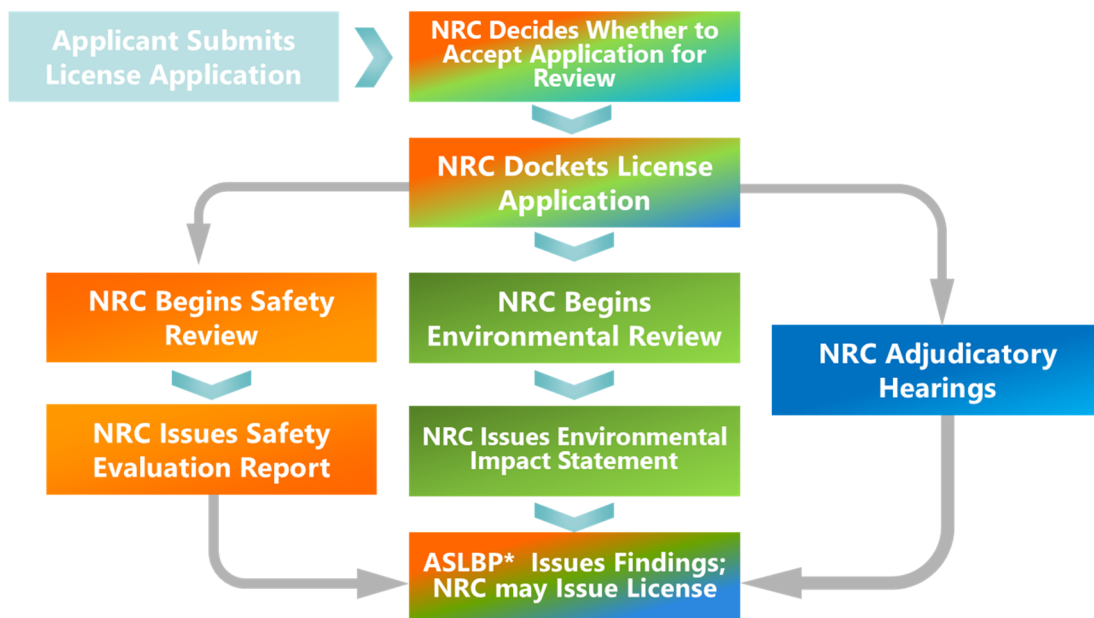 Applicant Submits
License Application
NRC Decides Whether to
Accept Application for
Review
NRC Dockets License
Application
NRC Begins Safety
Review
NRC Begins
Environmental Review
NRC Adjudicatory
Hearings
NRC Issues Safety
Evaluation Report
NRC Issues Environmental
Impact Statement
ASLBP* Issues Findings;
NRC may Issue License